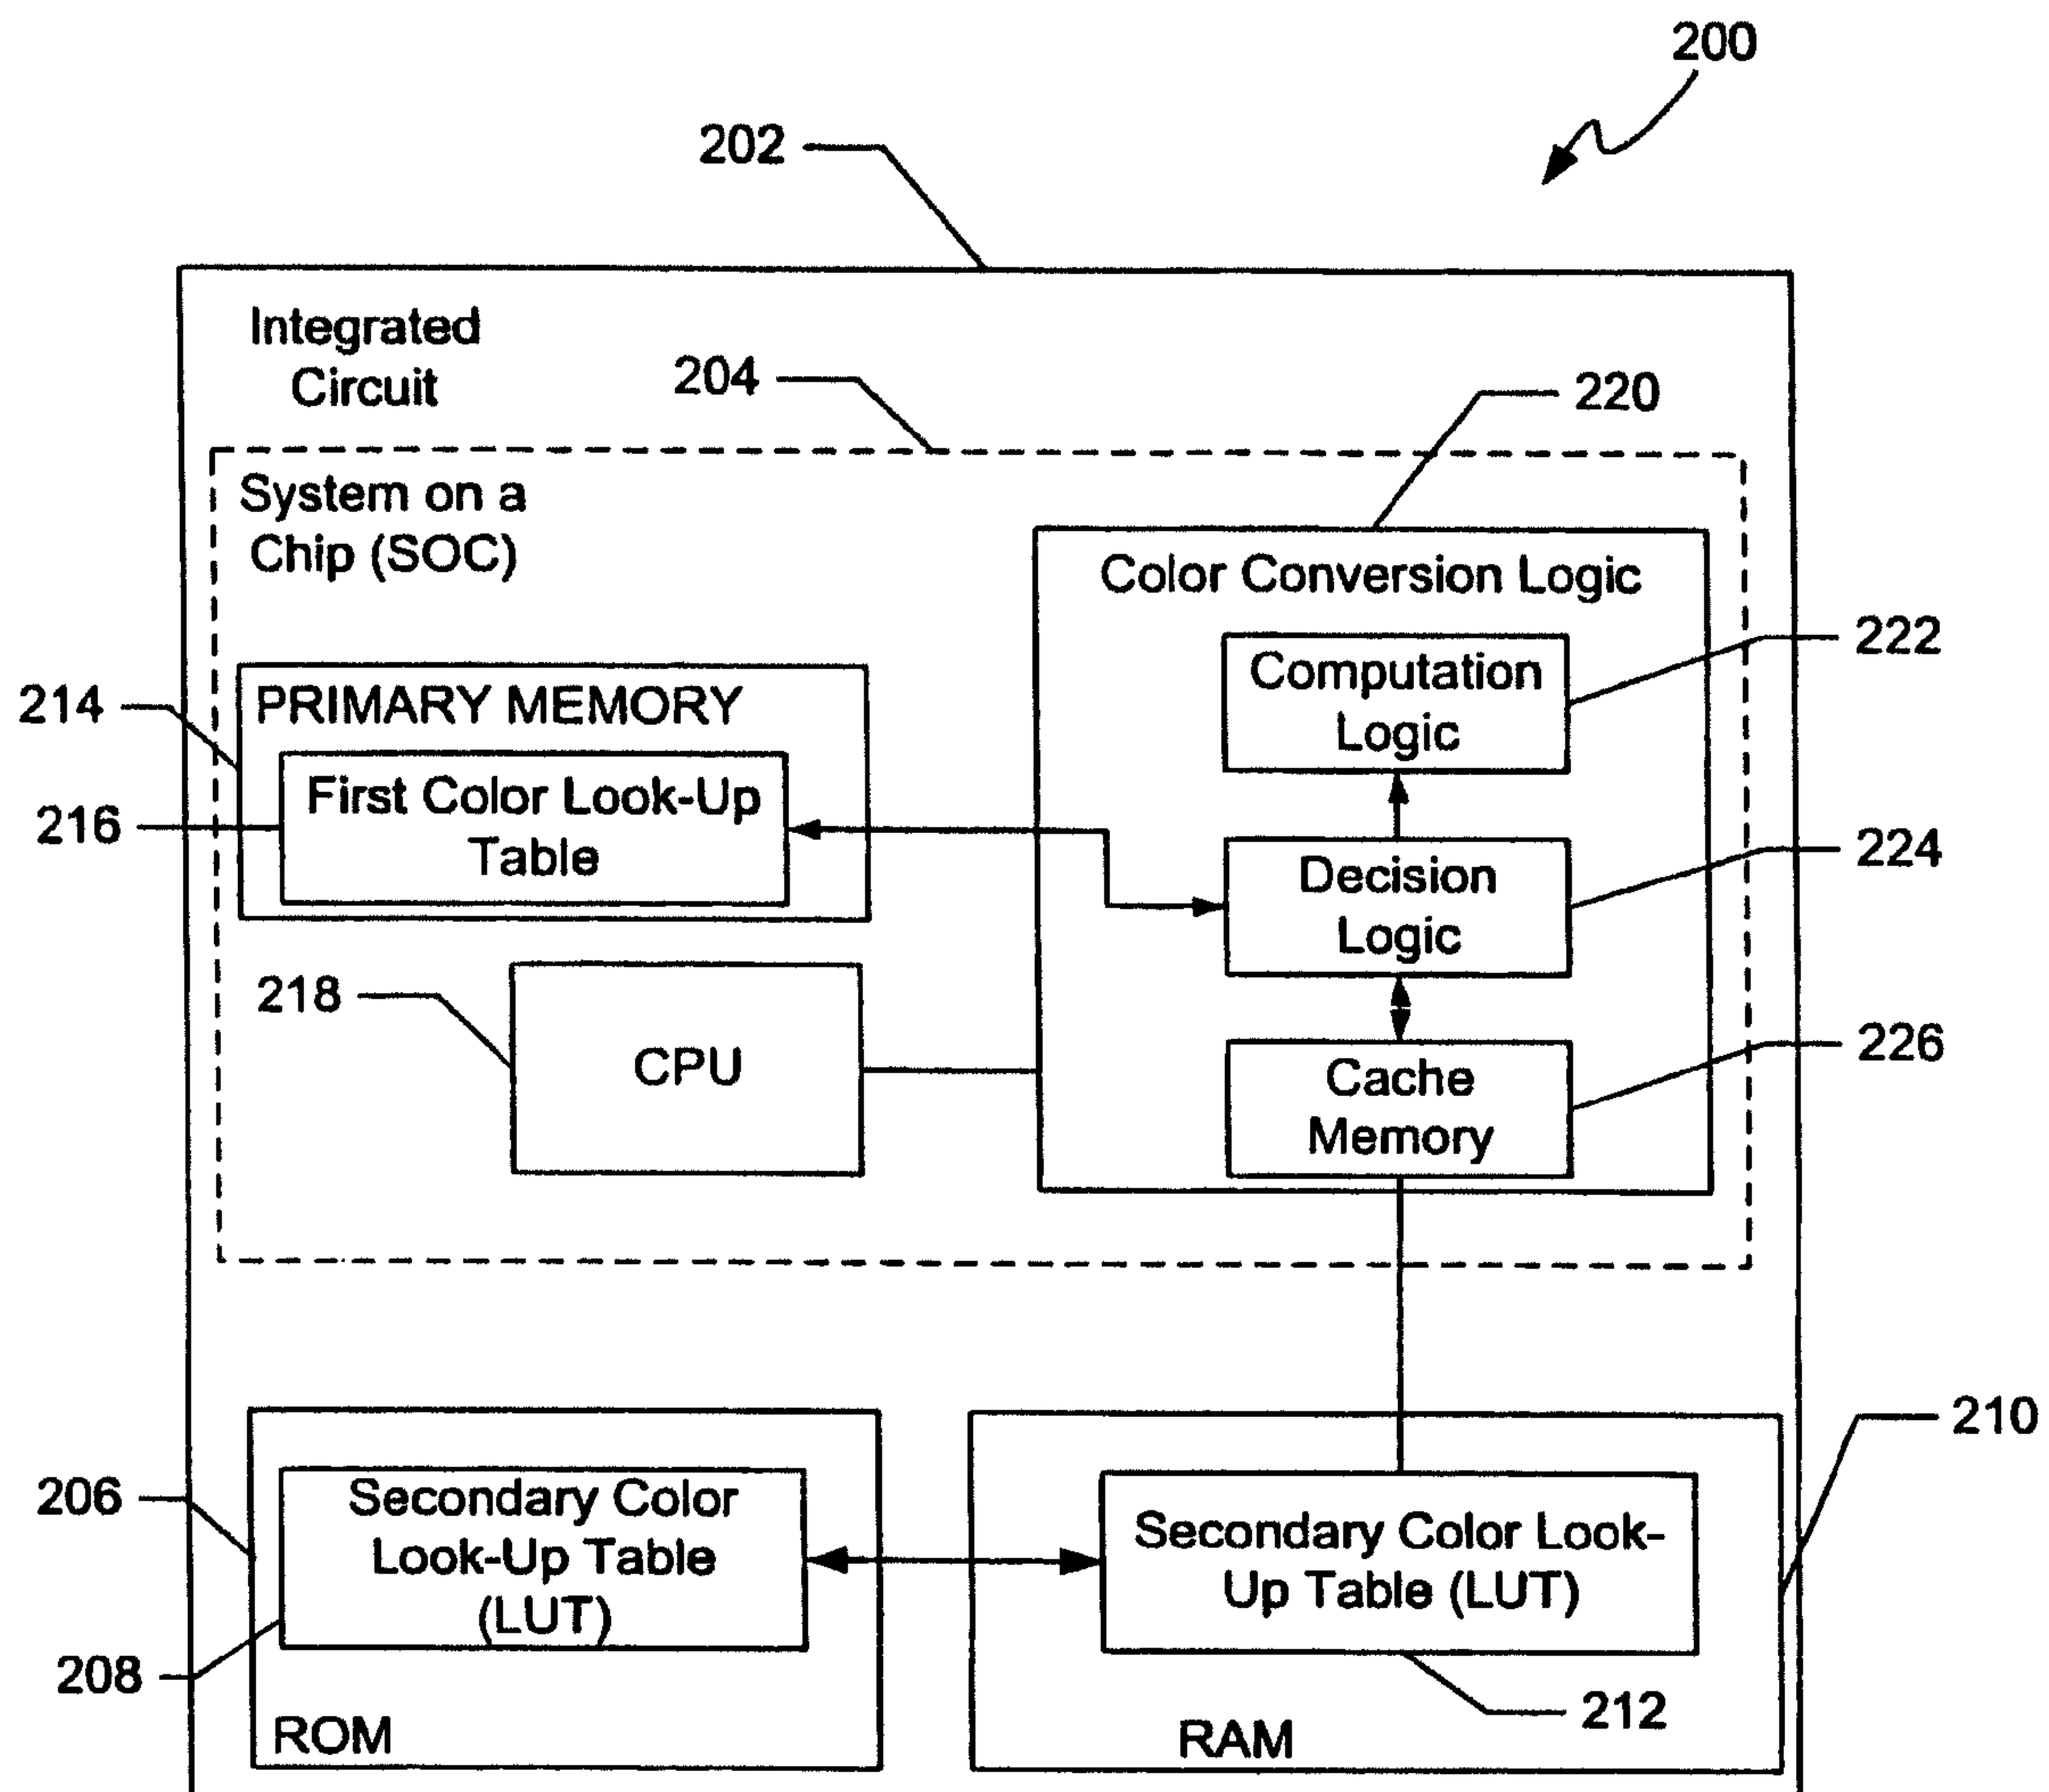 200
202
Integrated
Circuit
204
220
System on a
Chip (SOC)
Color Conversion Logic
222
Computation
Logic
214
PRIMARY MEMORY
216
First Color Look-Up
Table
224
Decision
Logic
218
CPU
226
Cache
Memory
210
206
Secondary Color
Look-Up Table
(LUT)
Secondary Color Look-
Up Table (LUT)
208
212
ROM
RAM